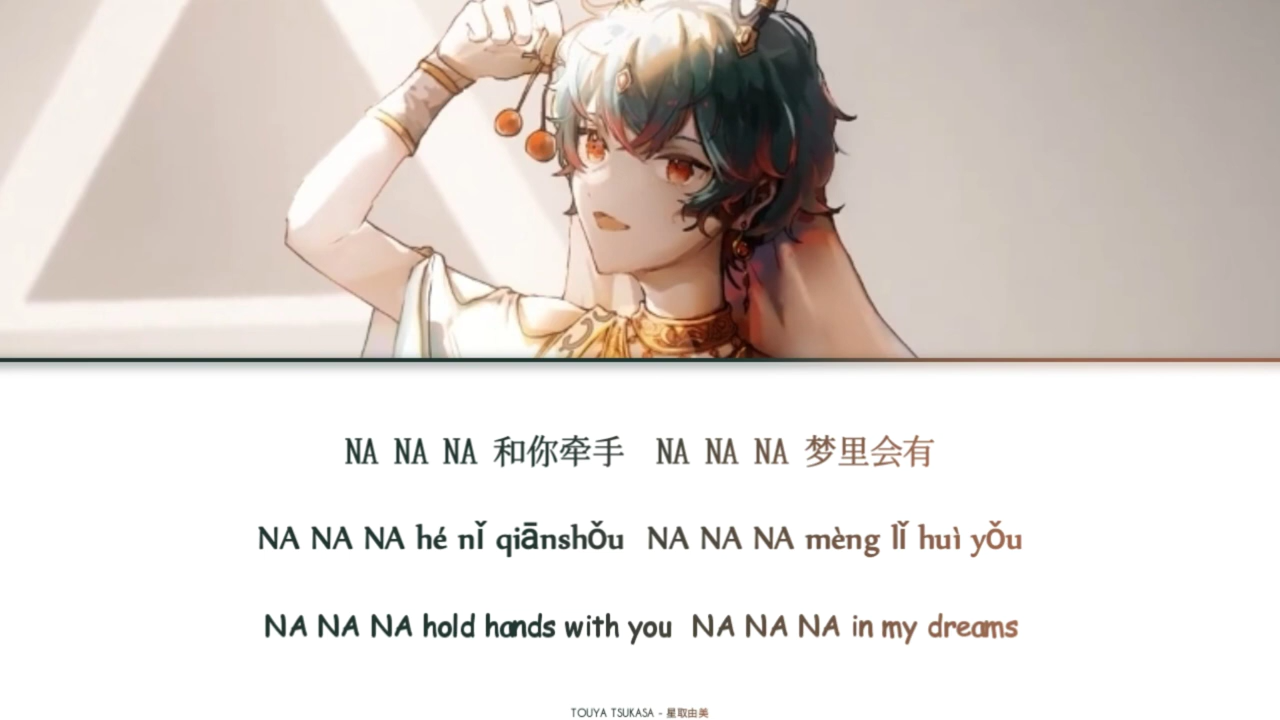 NA NA NA 和你牵手 NA NA NA 梦里会有
NA NA NA hé nǐ qiānshǒu NA NA NA mèng lǐ huì yǒu
NA NA NA hold hands with you NA NA NA in my dreams
TOUYA TSUKASA - 星取由美